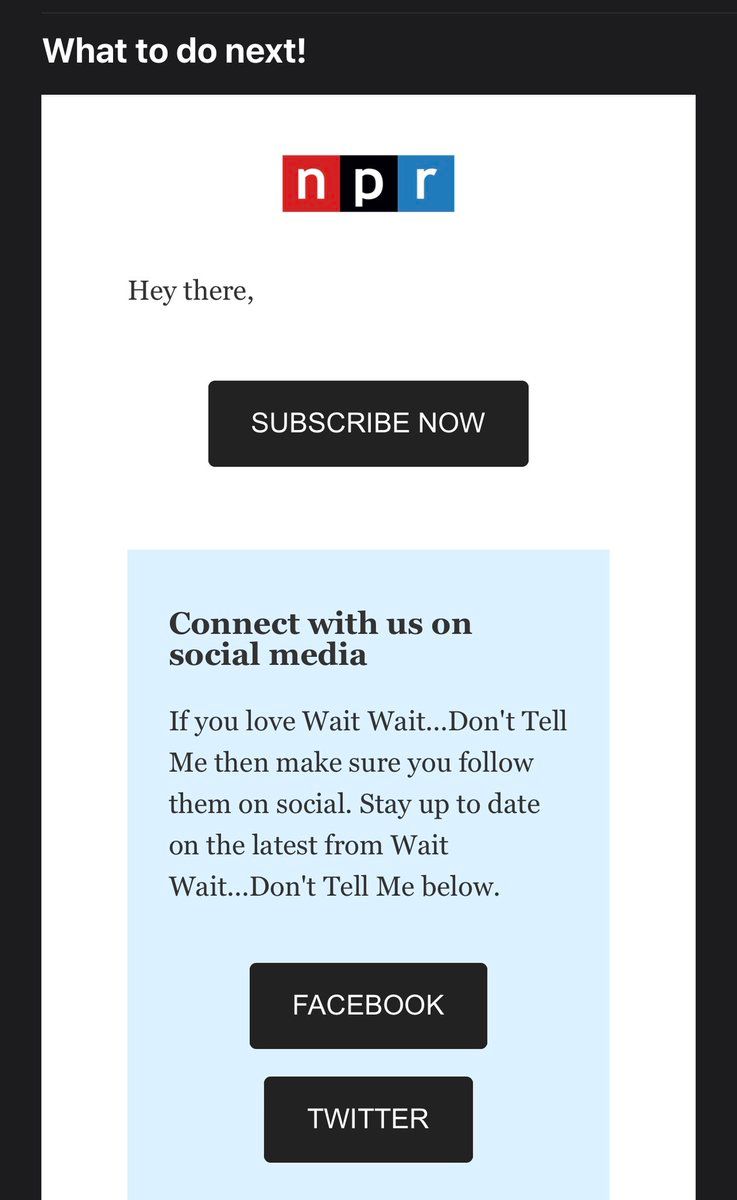 What to do next!
npr
Hey there,
SUBSCRIBE NOW
Connect with us on
social media
If you love Wait Wait...Don't Tell
Me then make sure you follow
them on social. Stay up to date
on the latest from Wait
Wait...Don't Tell Me below.
FACEBOOK
TWITTER